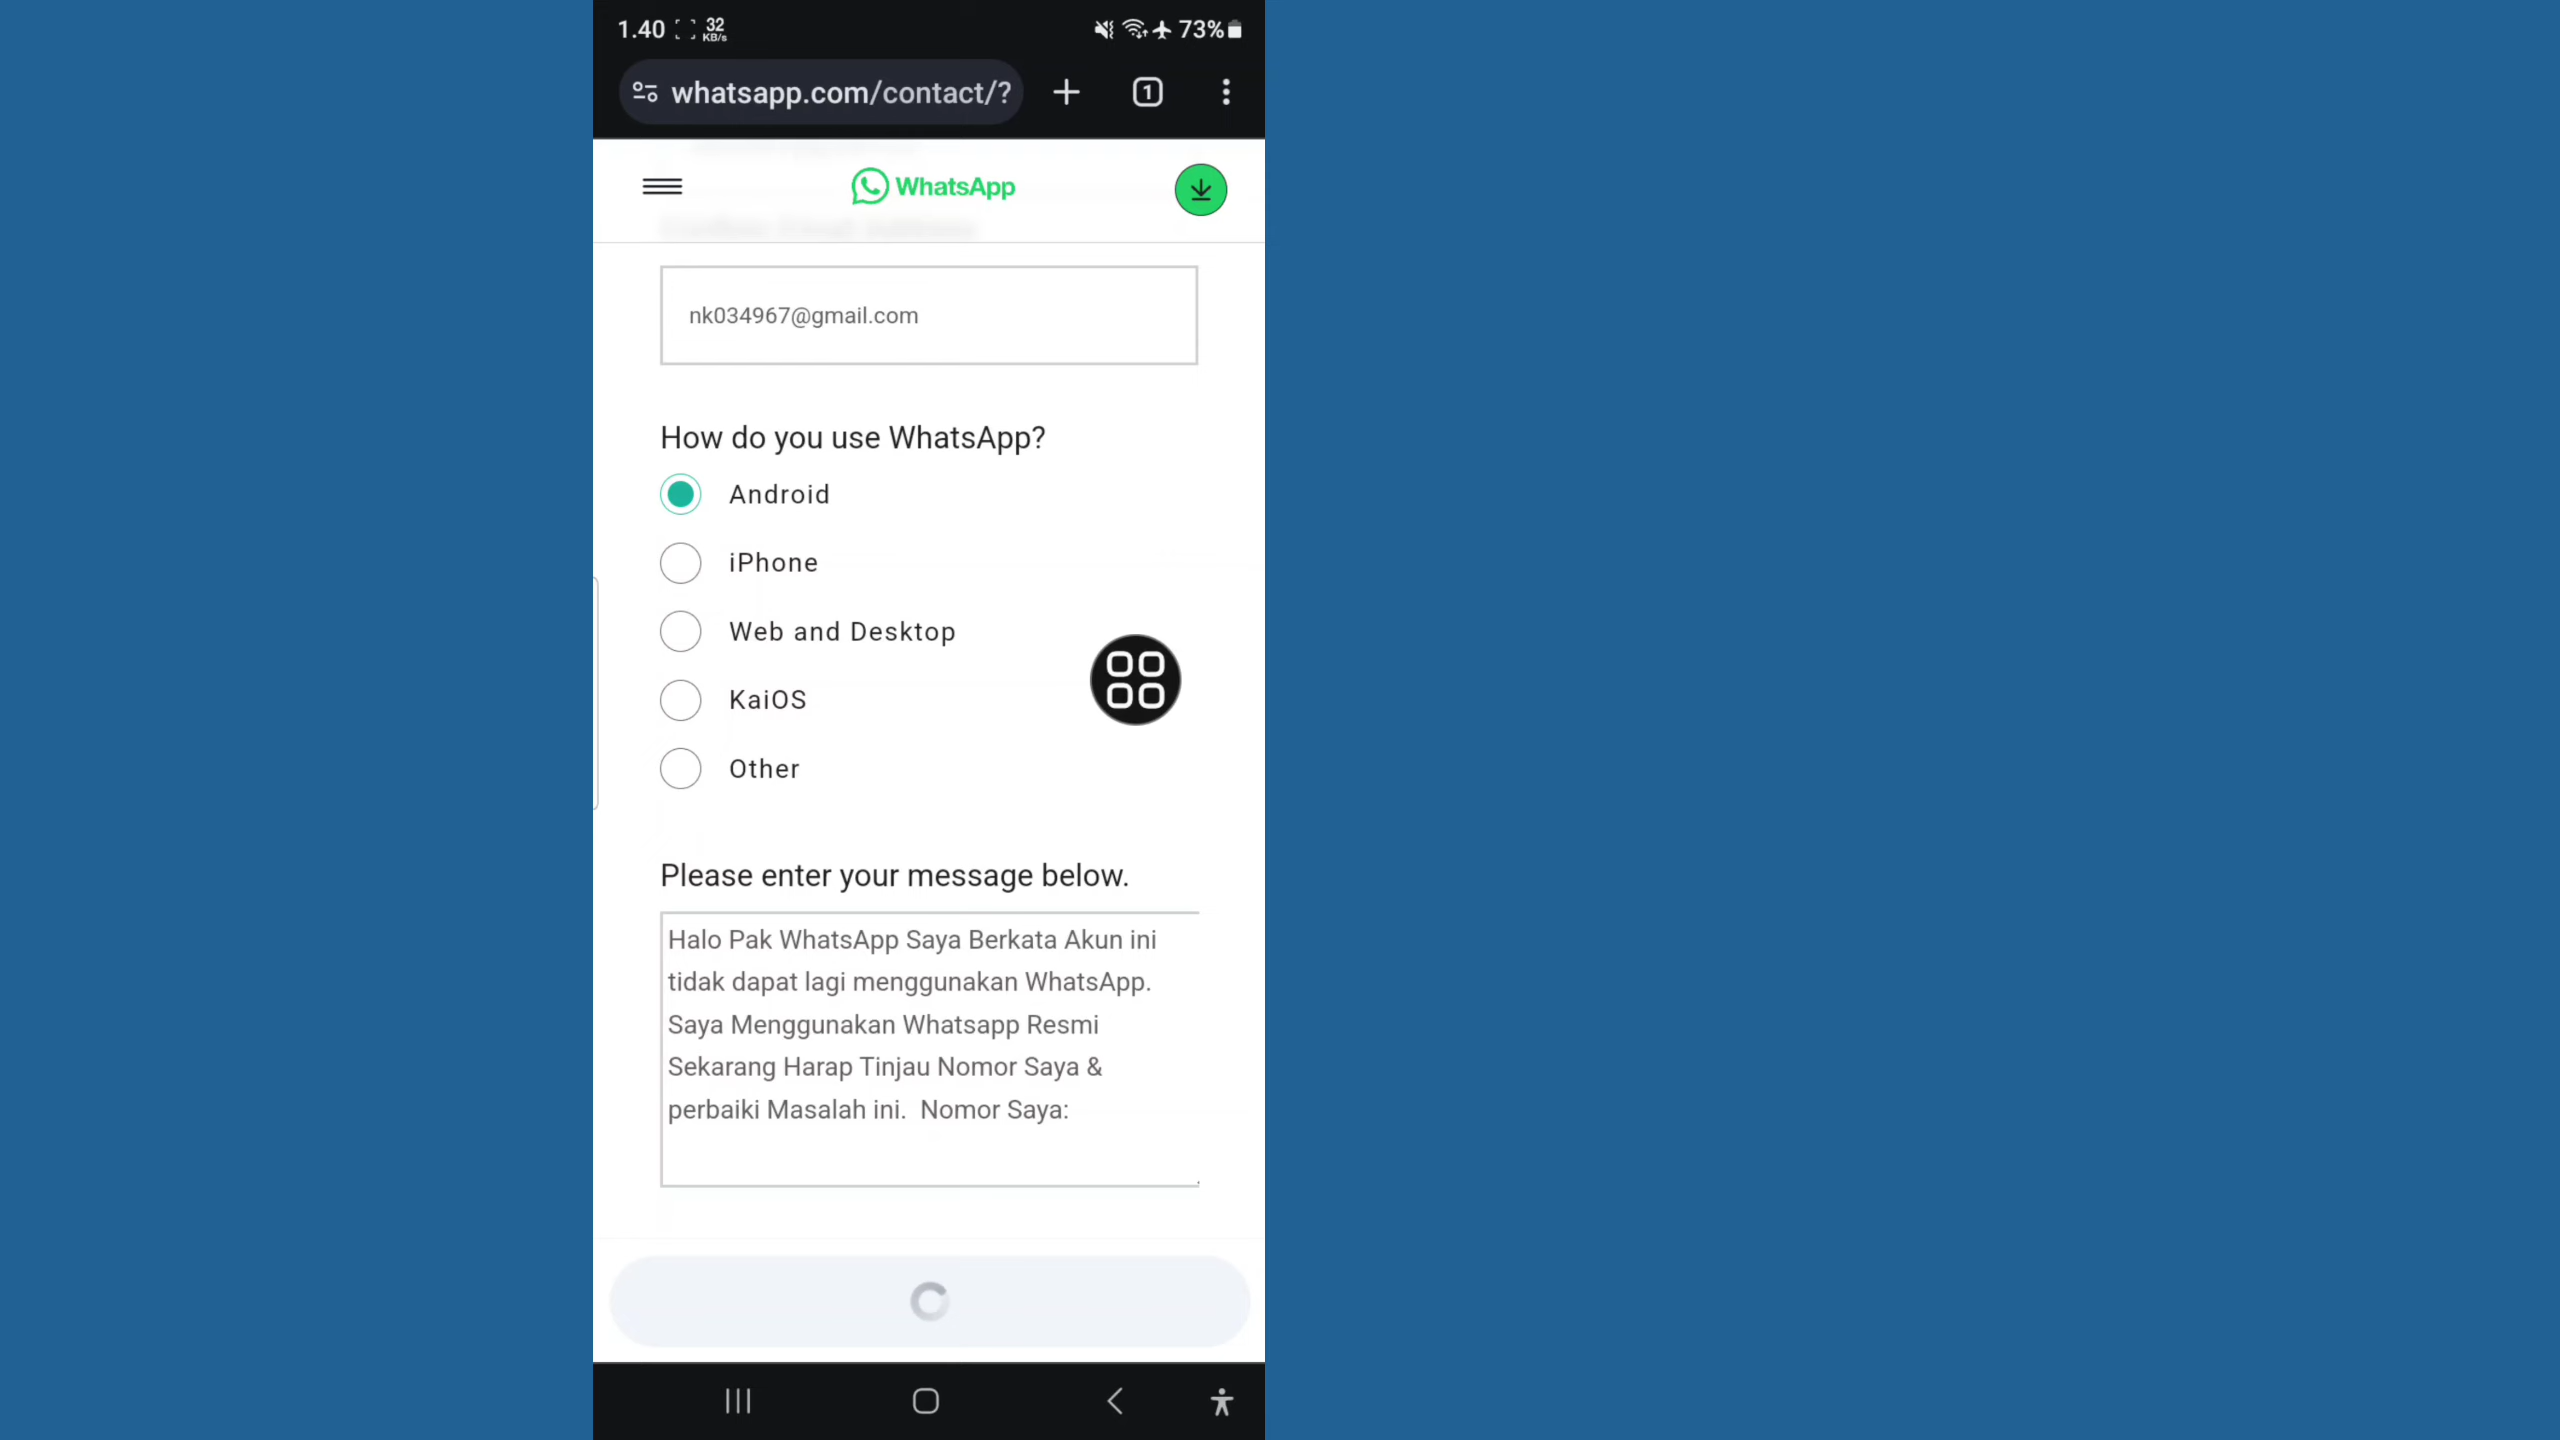 1.40 32 KB/s 73%
whatsapp.com/contact/? 1
WhatsApp
nk034967@gmail.com
How do you use WhatsApp?
Android
iPhone
Web and Desktop
KaiOS
Other
Please enter your message below.
Halo Pak WhatsApp Saya Berkata Akun ini
tidak dapat lagi menggunakan WhatsApp.
Saya Menggunakan Whatsapp Resmi
Sekarang Harap Tinjau Nomor Saya &
perbaiki Masalah ini.  Nomor Saya: